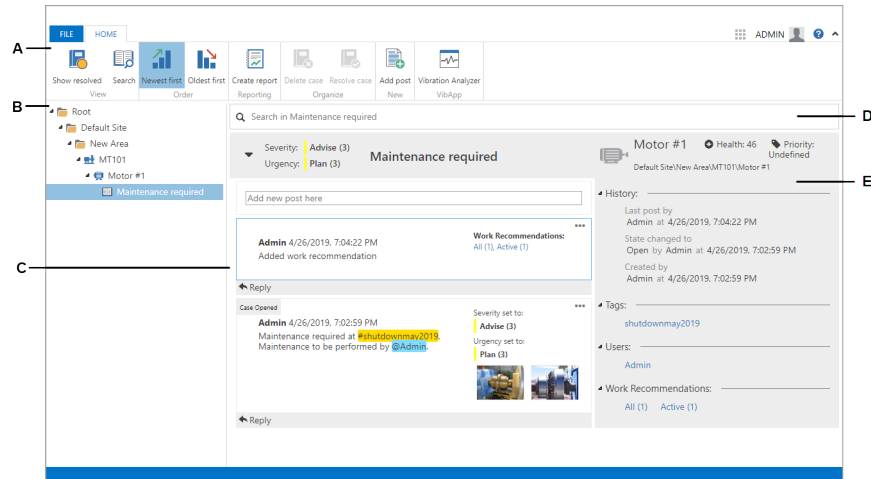 FILE HOME ADMIN ?
A
Show resolved Search Newest first Oldest first Create report Delete case Resolve case Add post Vibration Analyzer
View Order Reporting Organize New VibApp
B
Root
Default Site
New Area
MT101
Motor #1
Maintenance required
Search in Maintenance required
D
Severity: Advise (3)
Urgency: Plan (3)
Maintenance required
Motor #1 Health: 46 Priority:
Undefined
Default Site\New Area\MT101\Motor #1
E
Add new post here
C
Admin 4/26/2019, 7:04:22 PM
Added work recommendation
Work Recommendations:
All (1), Active (1)
Reply
Case Opened
Admin 4/26/2019, 7:02:59 PM
Maintenance required at #shutdownmay2019.
Maintenance to be performed by @Admin.
Severity set to:
Advise (3)
Urgency set to:
Plan (3)
Reply
History:
Last post by
Admin at 4/26/2019, 7:04:22 PM
State changed to
Open by Admin at 4/26/2019, 7:02:59 PM
Created by
Admin at 4/26/2019, 7:02:59 PM
Tags:
shutdownmay2019
Users:
Admin
Work Recommendations:
All (1) Active (1)